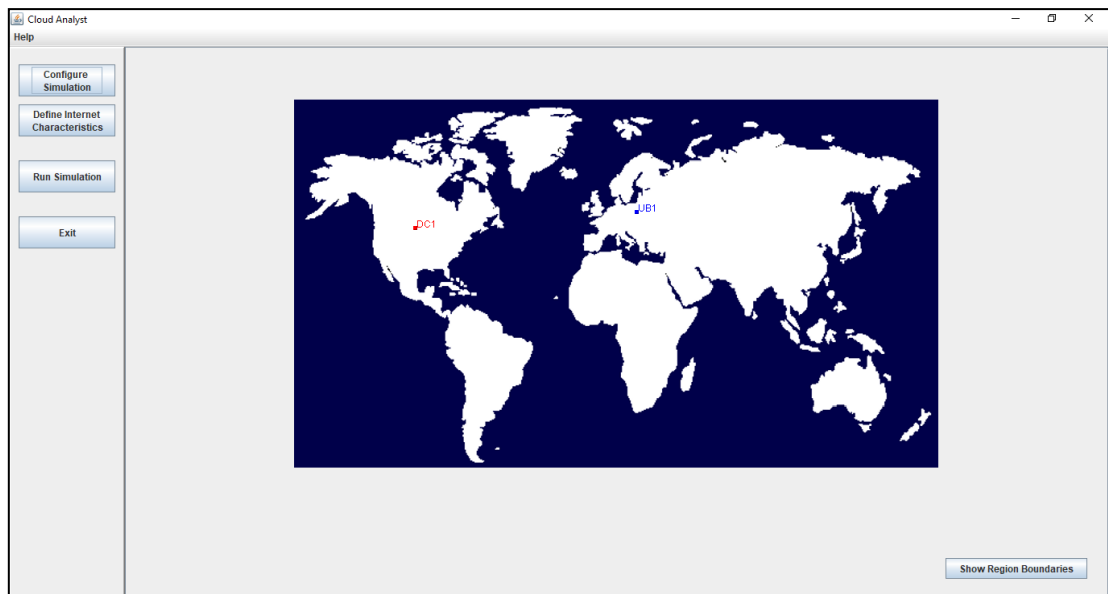 Cloud Analyst
Help
Configure
Simulation
Define Internet
Characteristics
Run Simulation
Exit
DC1
UB1
Show Region Boundaries